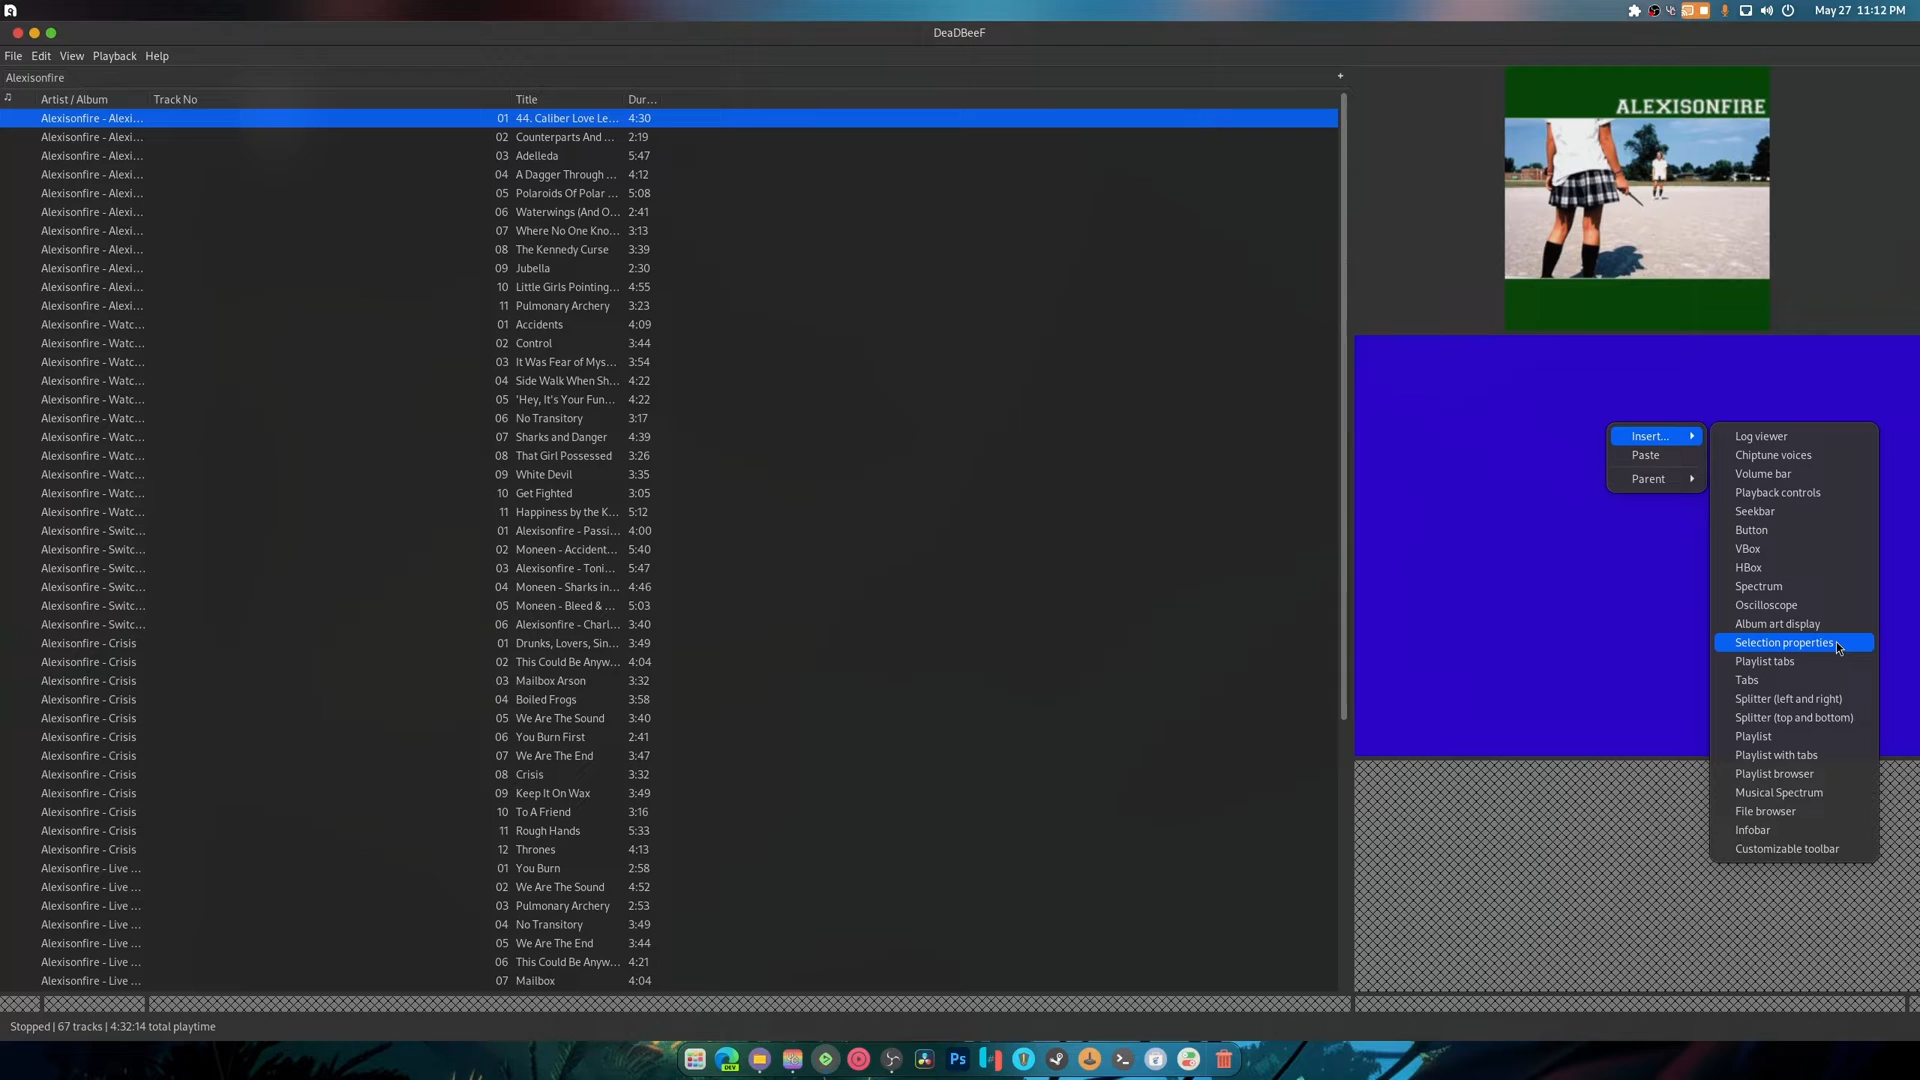 May 27 11:12 PM
DeaDBeeF
File Edit View Playback Help
Alexisonfire +
♫ Artist / Album Track No Title Dur…
Alexisonfire - Alexi… 01 44. Caliber Love Le… 4:30
Alexisonfire - Alexi… 02 Counterparts And … 2:19
Alexisonfire - Alexi… 03 Adelleda 5:47
Alexisonfire - Alexi… 04 A Dagger Through … 4:12
Alexisonfire - Alexi… 05 Polaroids Of Polar … 5:08
Alexisonfire - Alexi… 06 Waterwings (And O… 2:41
Alexisonfire - Alexi… 07 Where No One Kno… 3:13
Alexisonfire - Alexi… 08 The Kennedy Curse 3:39
Alexisonfire - Alexi… 09 Jubella 2:30
Alexisonfire - Alexi… 10 Little Girls Pointing… 4:55
Alexisonfire - Alexi… 11 Pulmonary Archery 3:23
Alexisonfire - Watc… 01 Accidents 4:09
Alexisonfire - Watc… 02 Control 3:44
Alexisonfire - Watc… 03 It Was Fear of Mys… 3:54
Alexisonfire - Watc… 04 Side Walk When Sh… 4:22
Alexisonfire - Watc… 05 'Hey, It's Your Fun… 4:22
Alexisonfire - Watc… 06 No Transitory 3:17
Alexisonfire - Watc… 07 Sharks and Danger 4:39
Alexisonfire - Watc… 08 That Girl Possessed 3:26
Alexisonfire - Watc… 09 White Devil 3:35
Alexisonfire - Watc… 10 Get Fighted 3:05
Alexisonfire - Watc… 11 Happiness by the K… 5:12
Alexisonfire - Switc… 01 Alexisonfire - Passi… 4:00
Alexisonfire - Switc… 02 Moneen - Accident… 5:40
Alexisonfire - Switc… 03 Alexisonfire - Toni… 5:47
Alexisonfire - Switc… 04 Moneen - Sharks in… 4:46
Alexisonfire - Switc… 05 Moneen - Bleed & … 5:03
Alexisonfire - Switc… 06 Alexisonfire - Charl… 3:40
Alexisonfire - Crisis 01 Drunks, Lovers, Sin… 3:49
Alexisonfire - Crisis 02 This Could Be Anyw… 4:04
Alexisonfire - Crisis 03 Mailbox Arson 3:32
Alexisonfire - Crisis 04 Boiled Frogs 3:58
Alexisonfire - Crisis 05 We Are The Sound 3:40
Alexisonfire - Crisis 06 You Burn First 2:41
Alexisonfire - Crisis 07 We Are The End 3:47
Alexisonfire - Crisis 08 Crisis 3:32
Alexisonfire - Crisis 09 Keep It On Wax 3:49
Alexisonfire - Crisis 10 To A Friend 3:16
Alexisonfire - Crisis 11 Rough Hands 5:33
Alexisonfire - Crisis 12 Thrones 4:13
Alexisonfire - Live … 01 You Burn 2:58
Alexisonfire - Live … 02 We Are The Sound 4:52
Alexisonfire - Live … 03 Pulmonary Archery 2:53
Alexisonfire - Live … 04 No Transitory 3:49
Alexisonfire - Live … 05 We Are The End 3:44
Alexisonfire - Live … 06 This Could Be Anyw… 4:21
Alexisonfire - Live … 07 Mailbox 4:04
ALEXISONFIRE
Insert…
Paste
Parent
Log viewer
Chiptune voices
Volume bar
Playback controls
Seekbar
Button
VBox
HBox
Spectrum
Oscilloscope
Album art display
Selection properties
Playlist tabs
Tabs
Splitter (left and right)
Splitter (top and bottom)
Playlist
Playlist with tabs
Playlist browser
Musical Spectrum
File browser
Infobar
Customizable toolbar
Stopped | 67 tracks | 4:32:14 total playtime
DEV
Ps